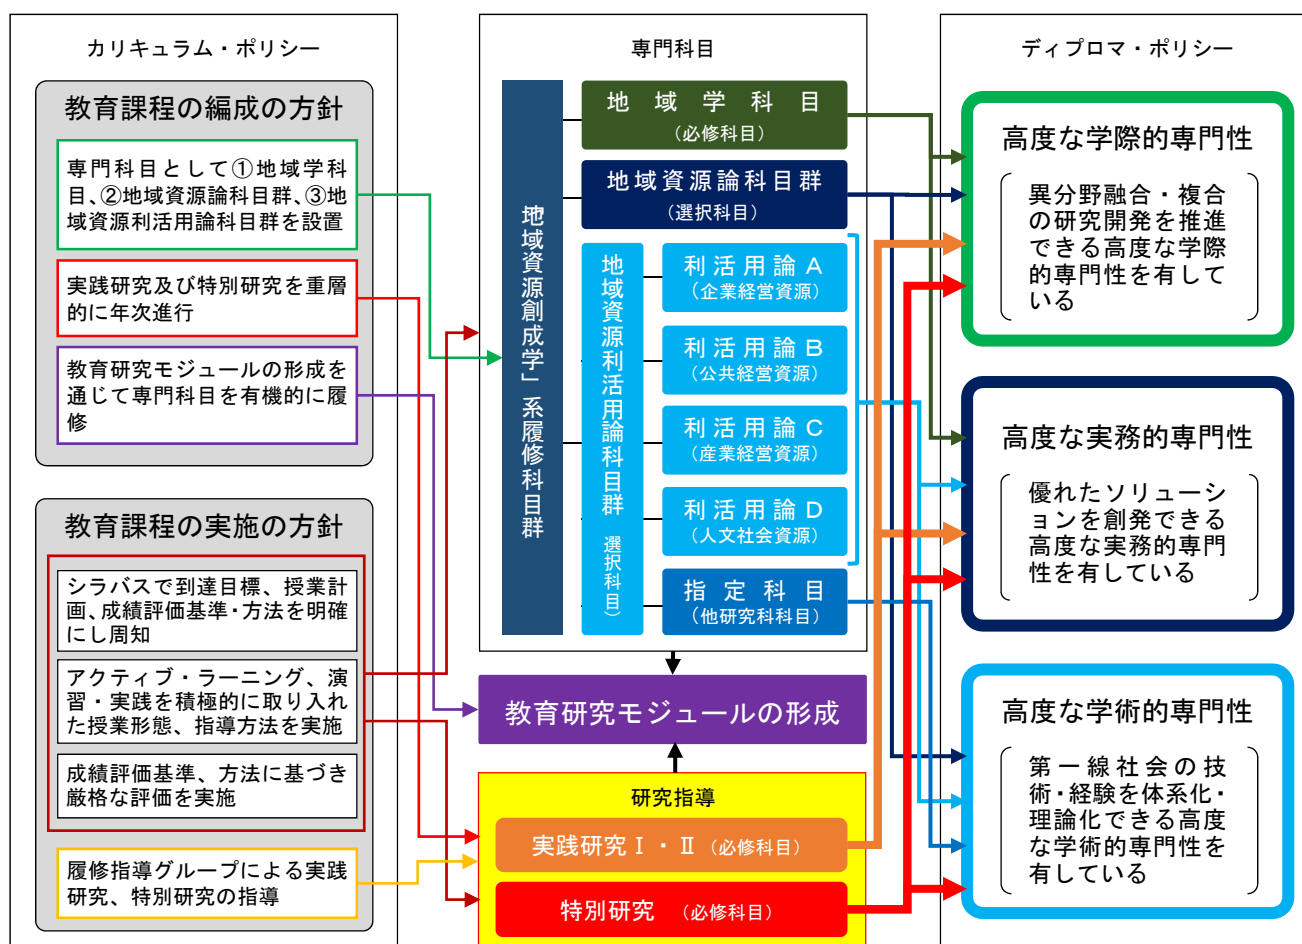 カリキュラム・ポリシー
教育課程の編成の方針
専門科目として①地域学科
目、②地域資源論科目群、③地
域資源利活用論科目群を設置
実践研究及び特別研究を重層
的に年次進行
教育研究モジュールの形成を
通じて専門科目を有機的に履
修
教育課程の実施の方針
シラバスで到達目標、授業計
画、成績評価基準・方法を明確
にし周知
アクティブ・ラーニング、演
習・実践を積極的に取り入れ
た授業形態、指導方法を実施
成績評価基準、方法に基づき
厳格な評価を実施
履修指導グループによる実践
研究、特別研究の指導
専門科目
地域資源創成学」系履修科目群
地域学科目
（必修科目）
地域資源論科目群
（選択科目）
地域資源利活用論科目群 選択科目）
利活用論A
（企業経営資源）
利活用論B
（公共経営資源）
利活用論C
（産業経営資源）
利活用論D
（人文社会資源）
指定科目
（他研究科科目）
教育研究モジュールの形成
研究指導
実践研究Ⅰ・Ⅱ（必修科目）
特別研究（必修科目）
ディプロマ・ポリシー
高度な学際的専門性
異分野融合・複合
の研究開発を推進
できる高度な学際
的専門性を有して
いる
高度な実務的専門性
優れたソリューシ
ョンを創発できる
高度な実務的専門
性を有している
高度な学術的専門性
第一線社会の技
術・経験を体系化・
理論化できる高度
な学術的専門性を
有している